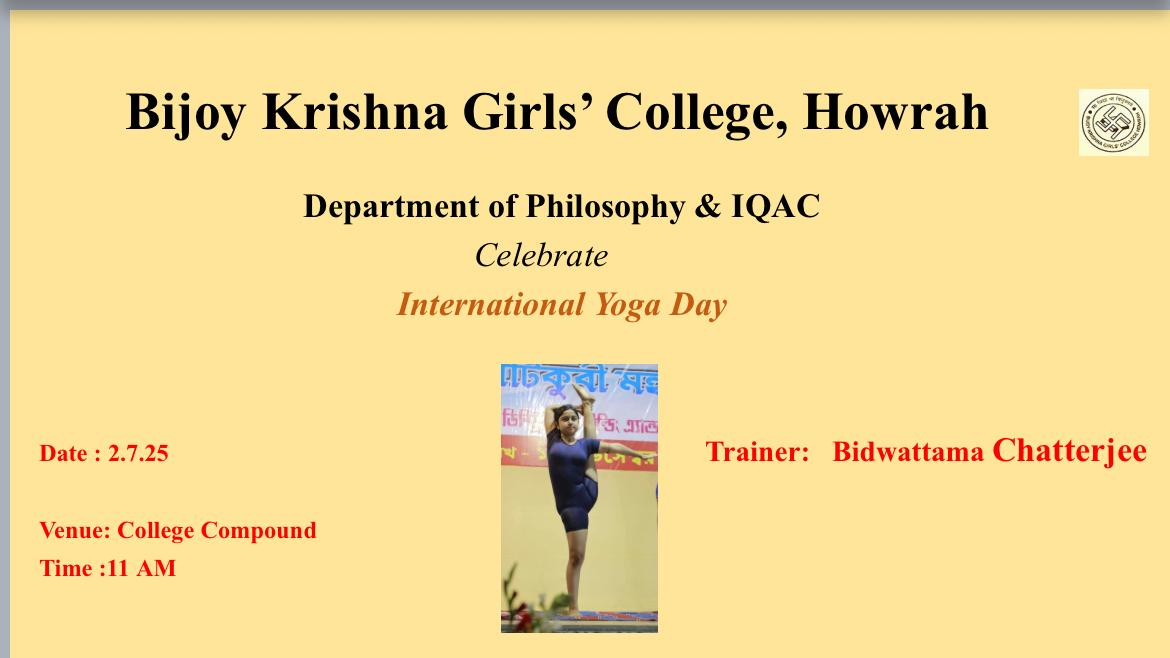 Bijoy Krishna Girls’ College, Howrah
Department of Philosophy & IQAC
Celebrate
International Yoga Day
Date : 2.7.25
Trainer: Bidwattama Chatterjee
Venue: College Compound
Time :11 AM